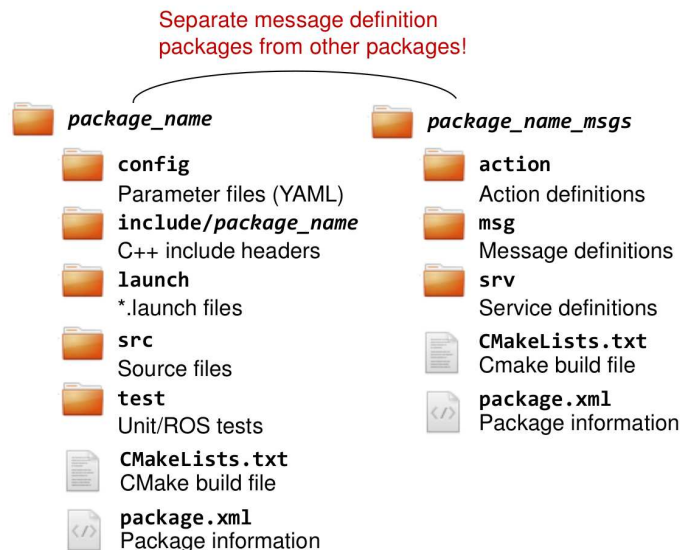 Separate message definition
packages from other packages!
package_name
config
Parameter files (YAML)
include/package_name
C++ include headers
launch
*.launch files
src
Source files
test
Unit/ROS tests
CMakeLists.txt
CMake build file
package.xml
Package information
package_name_msgs
action
Action definitions
msg
Message definitions
srv
Service definitions
CMakeLists.txt
Cmake build file
package.xml
Package information